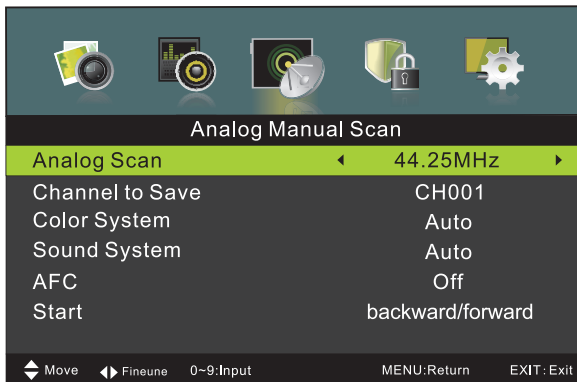 Analog Manual Scan
Analog Scan 44.25MHz
Channel to Save CH001
Color System Auto
Sound System Auto
AFC Off
Start backward/forward
Move Fineune 0~9:Input MENU:Return EXIT:Exit